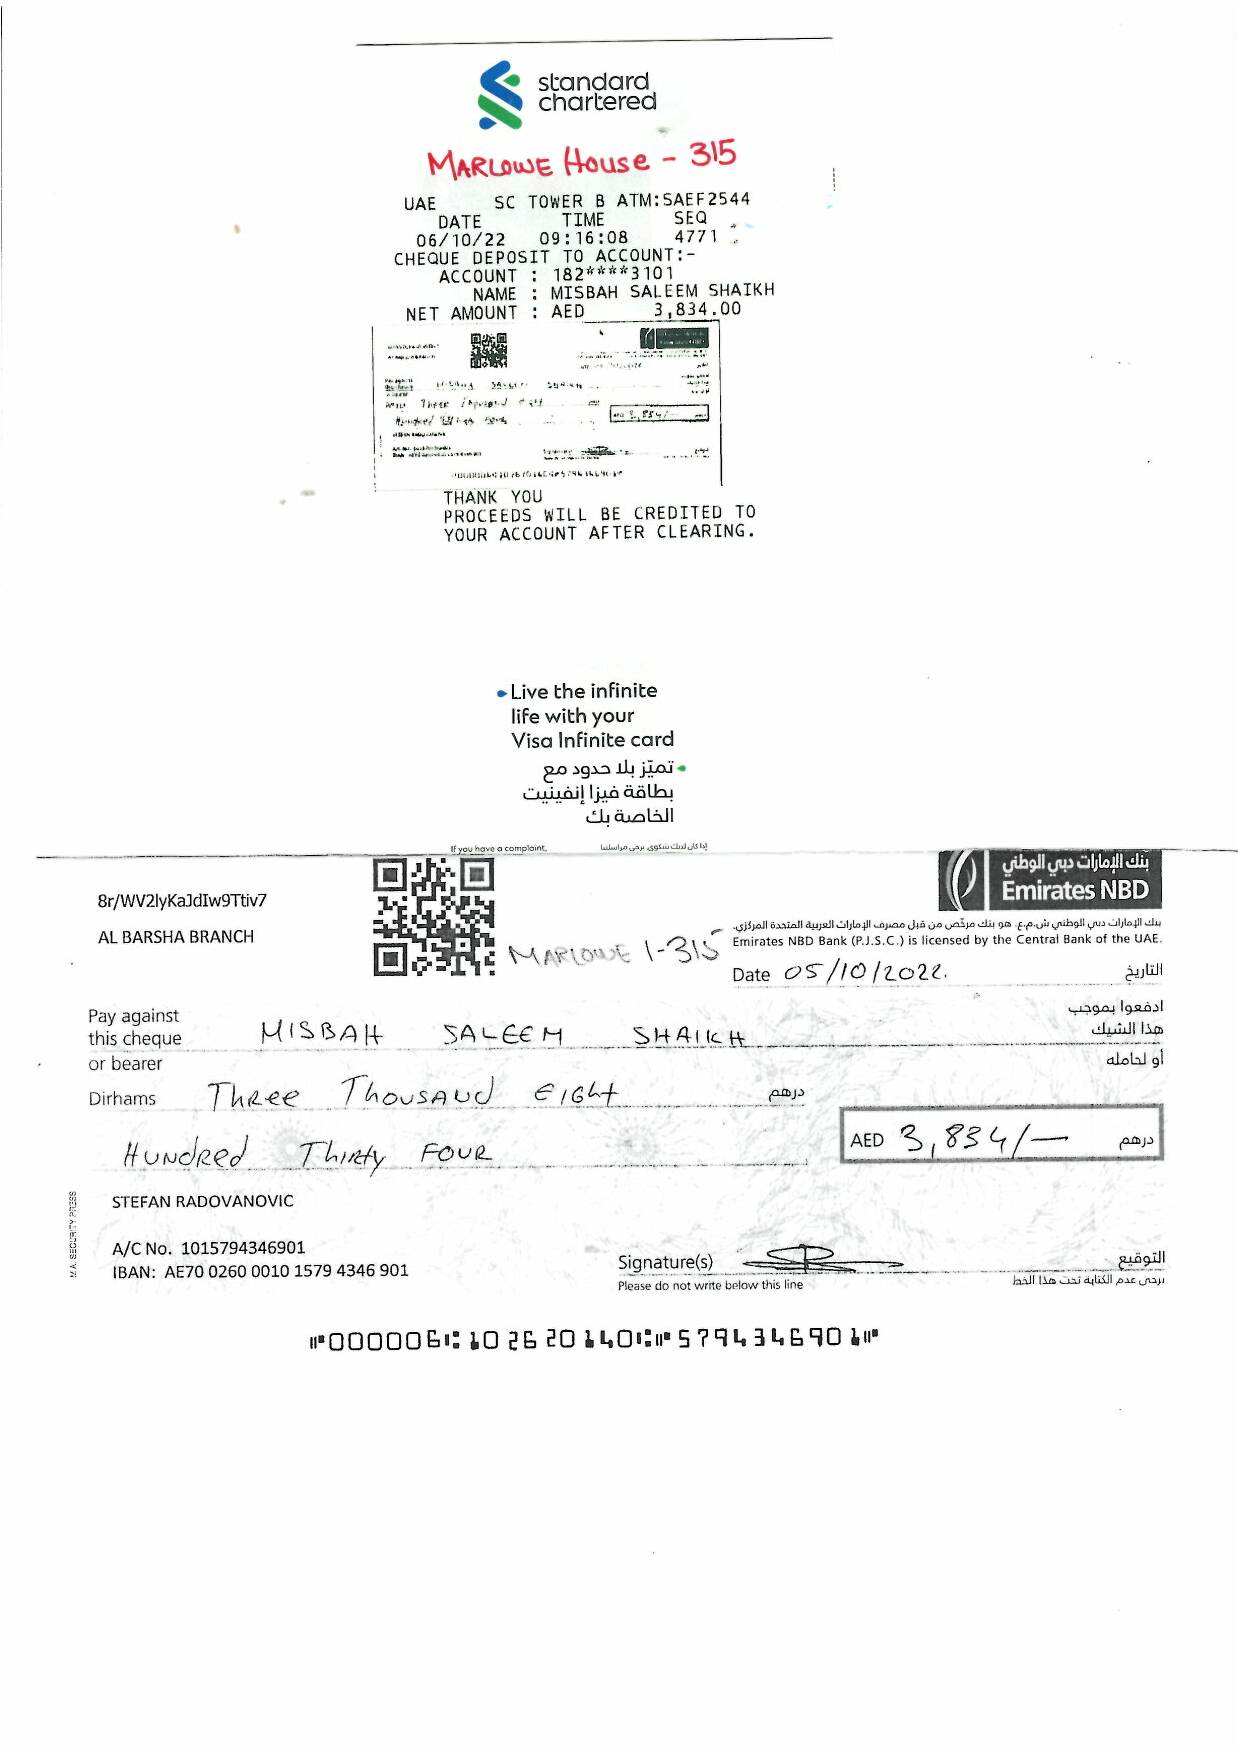 standard
chartered
MARLOWE HOUSE - 315
UAE SC TOWER B ATM:SAEF2544
DATE TIME SEQ
06/10/22 09:16:08 4771
CHEQUE DEPOSIT TO ACCOUNT:-
ACCOUNT : 182****3101
NAME : MISBAH SALEEM SHAIKH
NET AMOUNT : AED 3,834.00
THANK YOU
PROCEEDS WILL BE CREDITED TO
YOUR ACCOUNT AFTER CLEARING.
Live the infinite
life with your
Visa Infinite card
تميّز بلا حدود مع
بطاقة فيزا إنفينيت
الخاصة بك
If you have a complaint, إذا كان لديك شكوى يرجى مراسلتنا
بنك الإمارات دبي الوطني
Emirates NBD
8r/WV2lyKaJdIw9Ttiv7
بنك الإمارات دبي الوطني ش.م.ع. هو بنك مرخّص من قبل مصرف الإمارات العربية المتحدة المركزي.
AL BARSHA BRANCH
Emirates NBD Bank (P.J.S.C.) is licensed by the Central Bank of the UAE.
MARLOWE 1-315
Date 05/10/2022. التاريخ
Pay against ادفعوا بموجب
this cheque MISBAH SALEEM SHAIKH هذا الشيك
or bearer أو لحامله
Dirhams THREE THOUSAND EIGHT درهم
HUNDRED THIRTY FOUR AED 3,834/- درهم
STEFAN RADOVANOVIC
A/C No. 1015794346901
IBAN: AE70 0260 0010 1579 4346 901
Signature(s) التوقيع
Please do not write below this line يرجى عدم الكتابة تحت هذا الخط
MAI SECURITY PRESS
⑈000006⑆102620140⑆⑈5794346901⑈